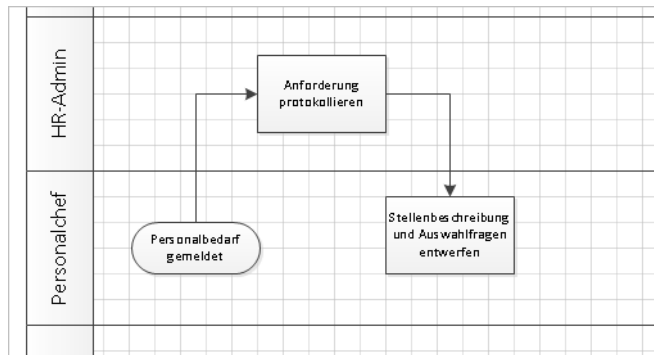 HR-Admin
Anforderung
protokollieren
Personalchef
Personalbedarf
gemeldet
Stellenbeschreibung
und Auswahlfragen
entwerfen